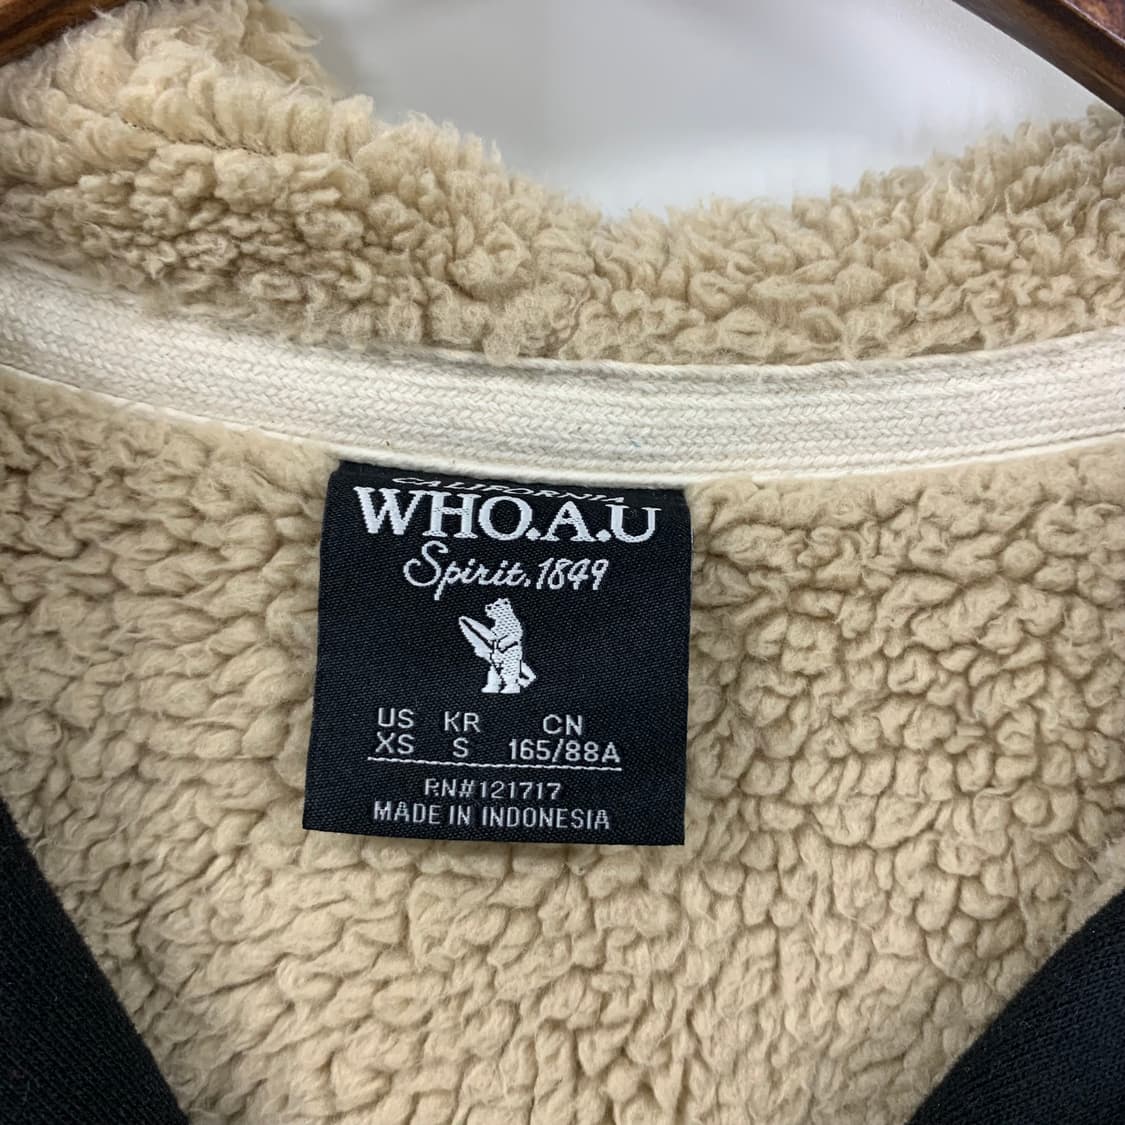 CALIFORNIA
WHO.A.U
Spirit.1849
US KR CN
XS S 165/88A
RN#121717
MADE IN INDONESIA